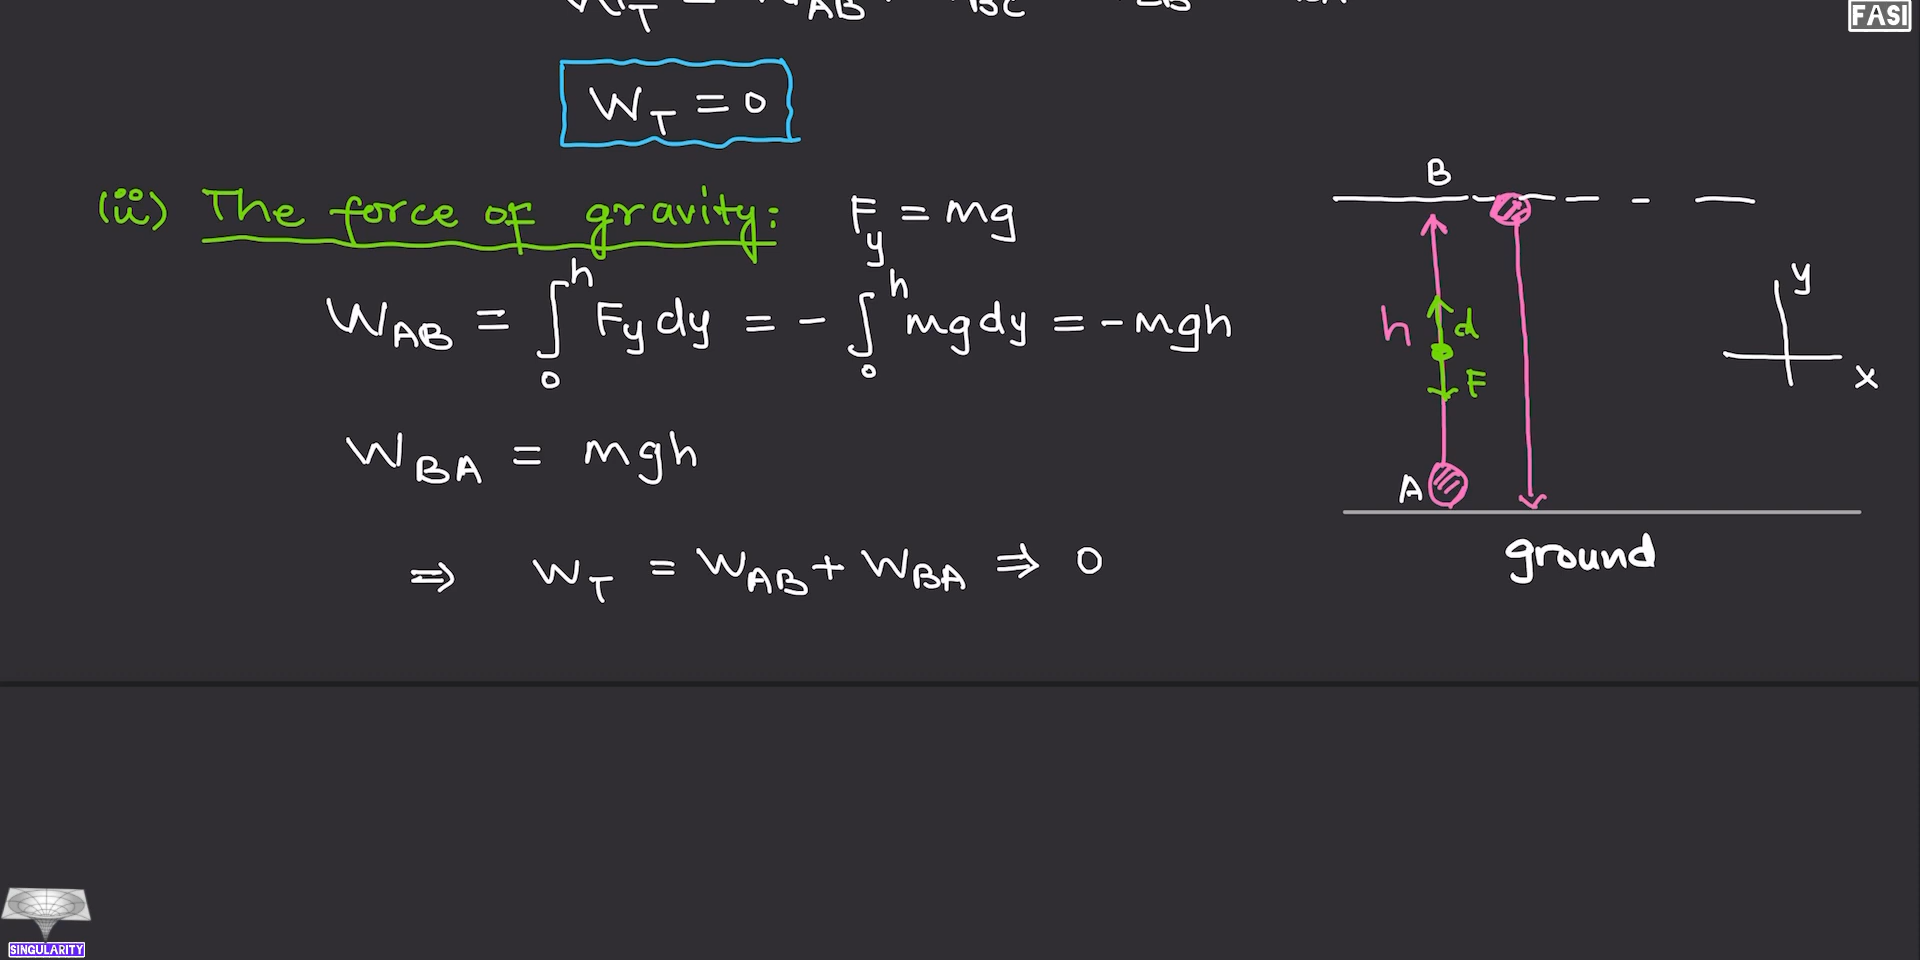 FASI
W_T = 0
(ii) The force of gravity: F_y = mg
W_AB = ∫_0^h F_y dy = - ∫_0^h mg dy = -mgh
W_BA = mgh
⇒ W_T = W_AB + W_BA ⇒ 0
B
y
h d
F
x
A
ground
SINGULARITY